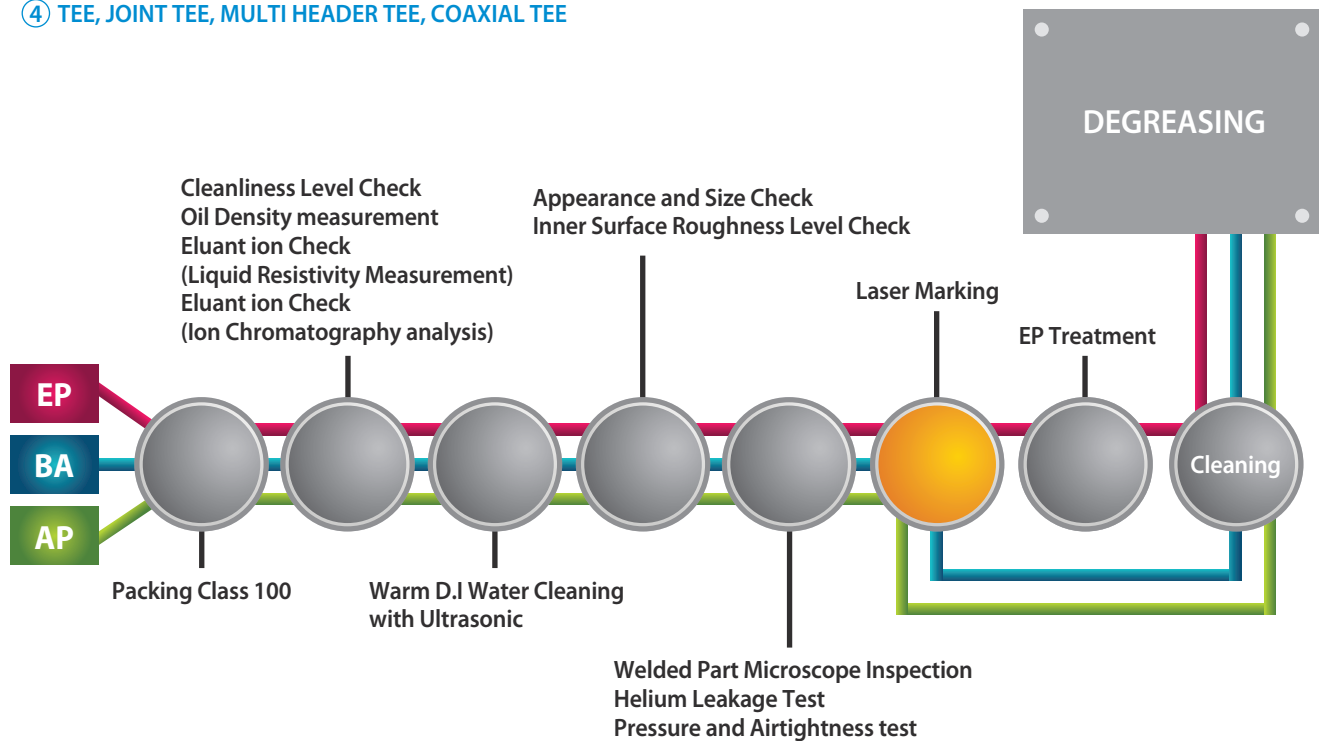 ④ TEE, JOINT TEE, MULTI HEADER TEE, COAXIAL TEE
DEGREASING
Cleanliness Level Check
Oil Density measurement
Eluant ion Check
(Liquid Resistivity Measurement)
Eluant ion Check
(Ion Chromatography analysis)
Appearance and Size Check
Inner Surface Roughness Level Check
Laser Marking
EP Treatment
EP
BA
AP
Cleaning
Packing Class 100
Warm D.I Water Cleaning
with Ultrasonic
Welded Part Microscope Inspection
Helium Leakage Test
Pressure and Airtightness test